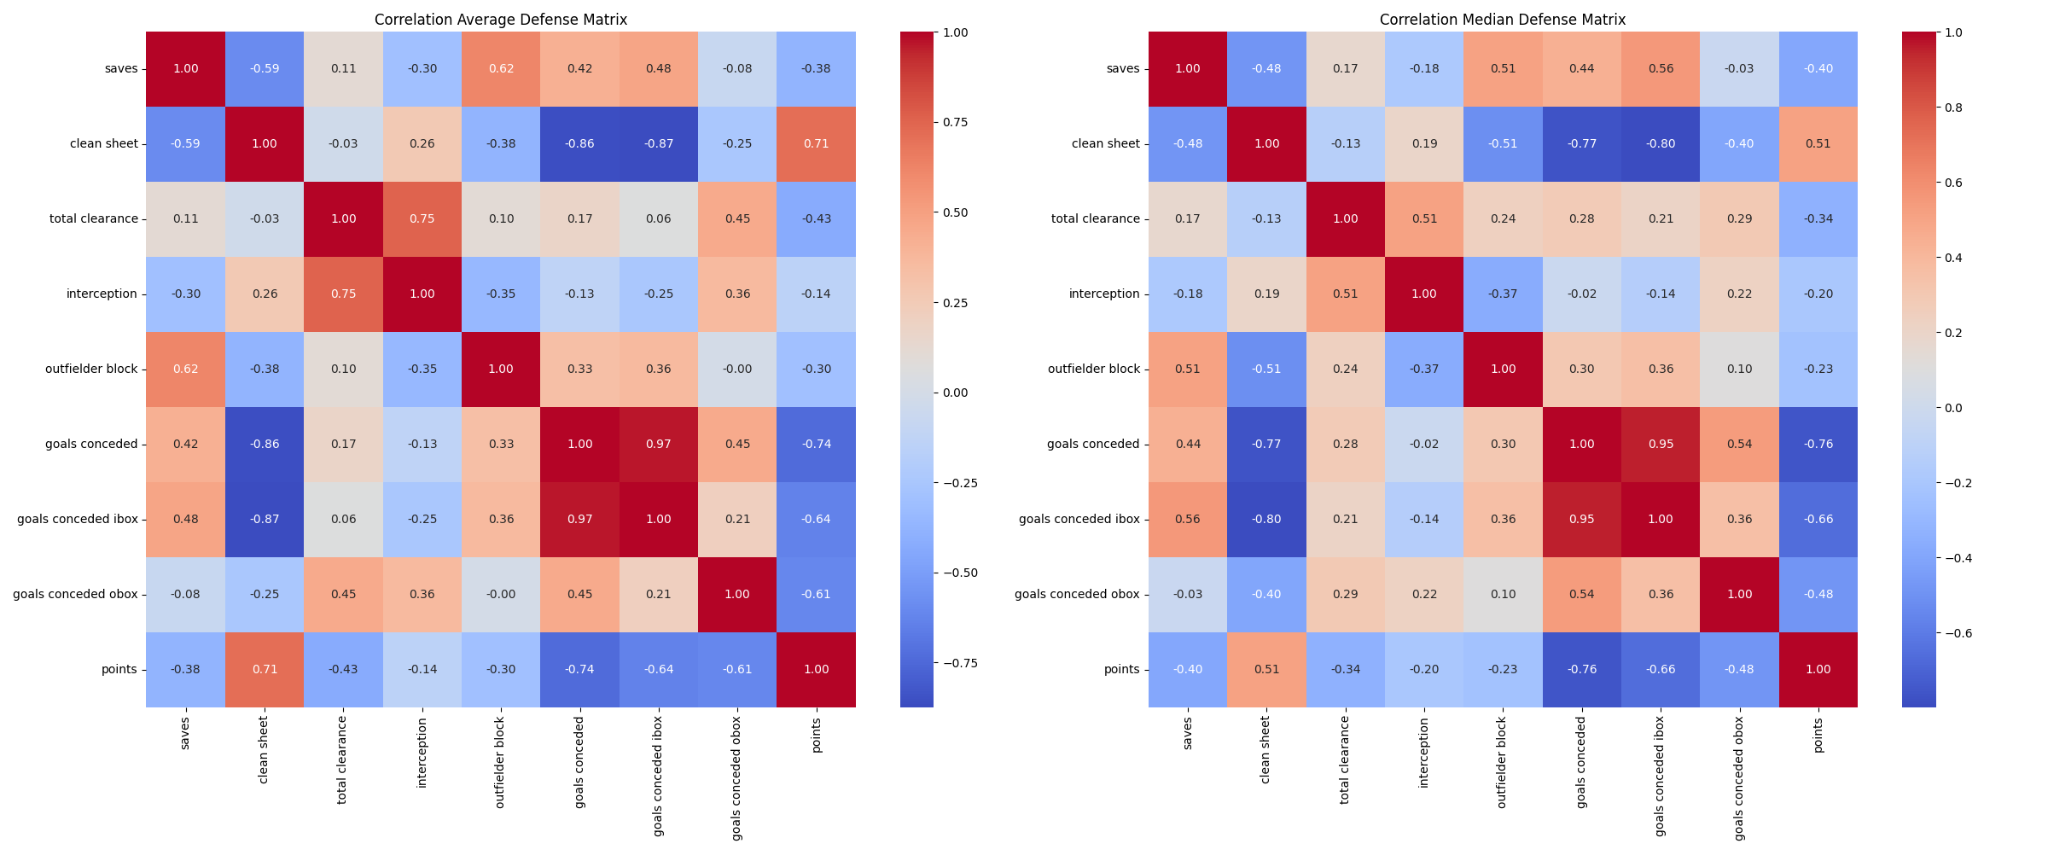 Correlation Average Defense Matrix
saves 1.00 -0.59 0.11 -0.30 0.62 0.42 0.48 -0.08 -0.38
clean sheet -0.59 1.00 -0.03 0.26 -0.38 -0.86 -0.87 -0.25 0.71
total clearance 0.11 -0.03 1.00 0.75 0.10 0.17 0.06 0.45 -0.43
interception -0.30 0.26 0.75 1.00 -0.35 -0.13 -0.25 0.36 -0.14
outfielder block 0.62 -0.38 0.10 -0.35 1.00 0.33 0.36 -0.00 -0.30
goals conceded 0.42 -0.86 0.17 -0.13 0.33 1.00 0.97 0.45 -0.74
goals conceded ibox 0.48 -0.87 0.06 -0.25 0.36 0.97 1.00 0.21 -0.64
goals conceded obox -0.08 -0.25 0.45 0.36 -0.00 0.45 0.21 1.00 -0.61
points -0.38 0.71 -0.43 -0.14 -0.30 -0.74 -0.64 -0.61 1.00
saves
clean sheet
total clearance
interception
outfielder block
goals conceded
goals conceded ibox
goals conceded obox
points
1.00
0.75
0.50
0.25
0.00
−0.25
−0.50
−0.75
Correlation Median Defense Matrix
saves 1.00 -0.48 0.17 -0.18 0.51 0.44 0.56 -0.03 -0.40
clean sheet -0.48 1.00 -0.13 0.19 -0.51 -0.77 -0.80 -0.40 0.51
total clearance 0.17 -0.13 1.00 0.51 0.24 0.28 0.21 0.29 -0.34
interception -0.18 0.19 0.51 1.00 -0.37 -0.02 -0.14 0.22 -0.20
outfielder block 0.51 -0.51 0.24 -0.37 1.00 0.30 0.36 0.10 -0.23
goals conceded 0.44 -0.77 0.28 -0.02 0.30 1.00 0.95 0.54 -0.76
goals conceded ibox 0.56 -0.80 0.21 -0.14 0.36 0.95 1.00 0.36 -0.66
goals conceded obox -0.03 -0.40 0.29 0.22 0.10 0.54 0.36 1.00 -0.48
points -0.40 0.51 -0.34 -0.20 -0.23 -0.76 -0.66 -0.48 1.00
saves
clean sheet
total clearance
interception
outfielder block
goals conceded
goals conceded ibox
goals conceded obox
points
1.0
0.8
0.6
0.4
0.2
0.0
−0.2
−0.4
−0.6